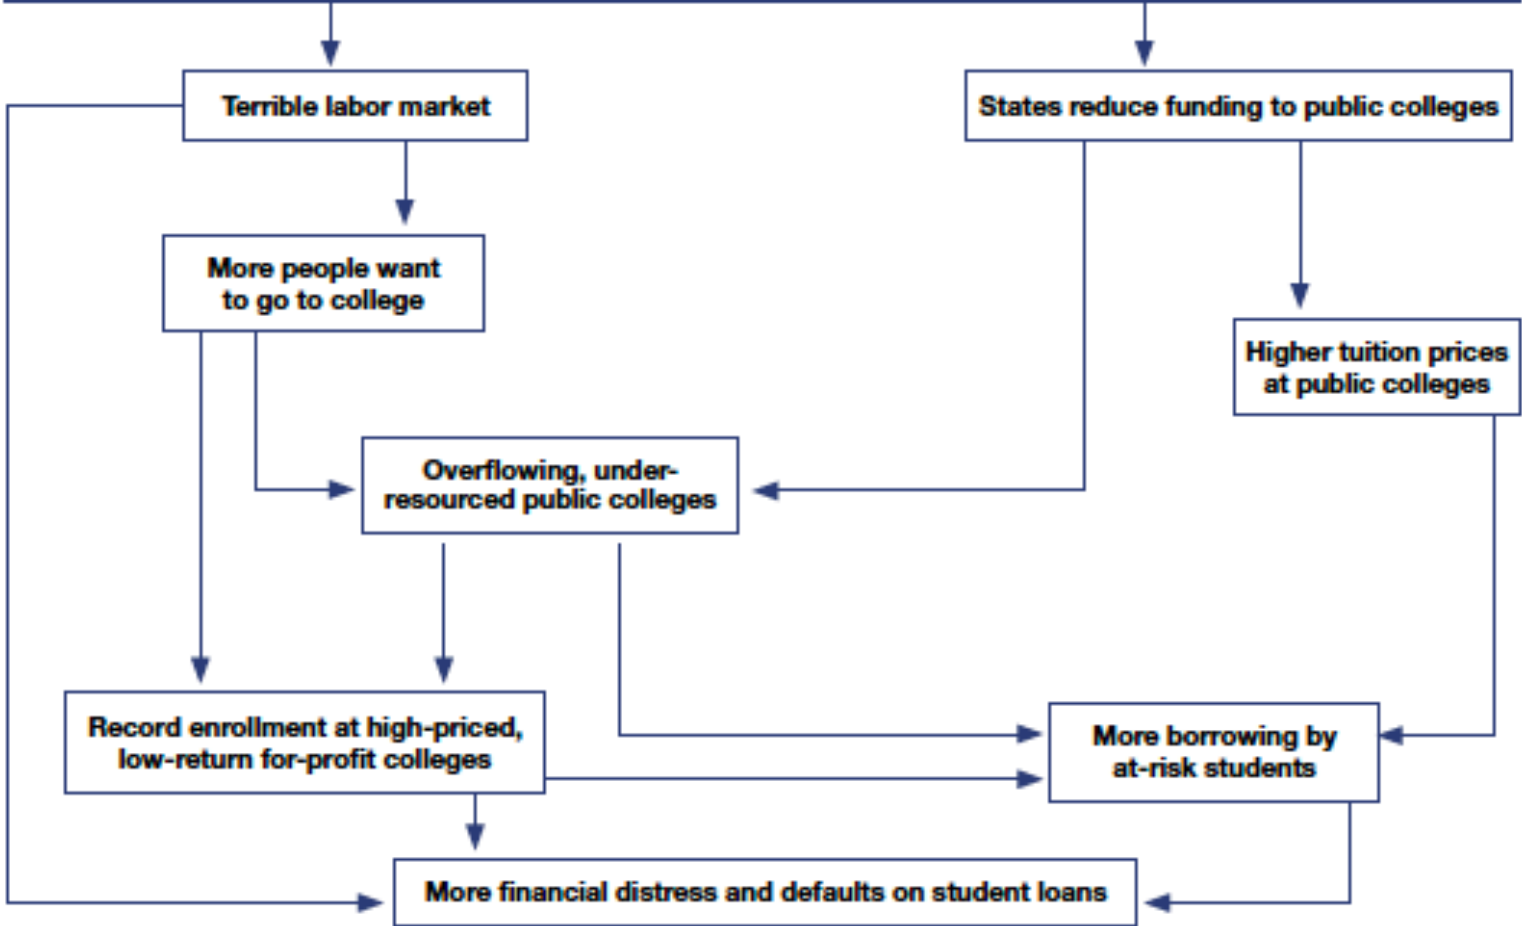 Terrible labor market
States reduce funding to public colleges
More people want
to go to college
Higher tuition prices
at public colleges
Overflowing, under-
resourced public colleges
Record enrollment at high-priced,
low-return for-profit colleges
More borrowing by
at-risk students
More financial distress and defaults on student loans